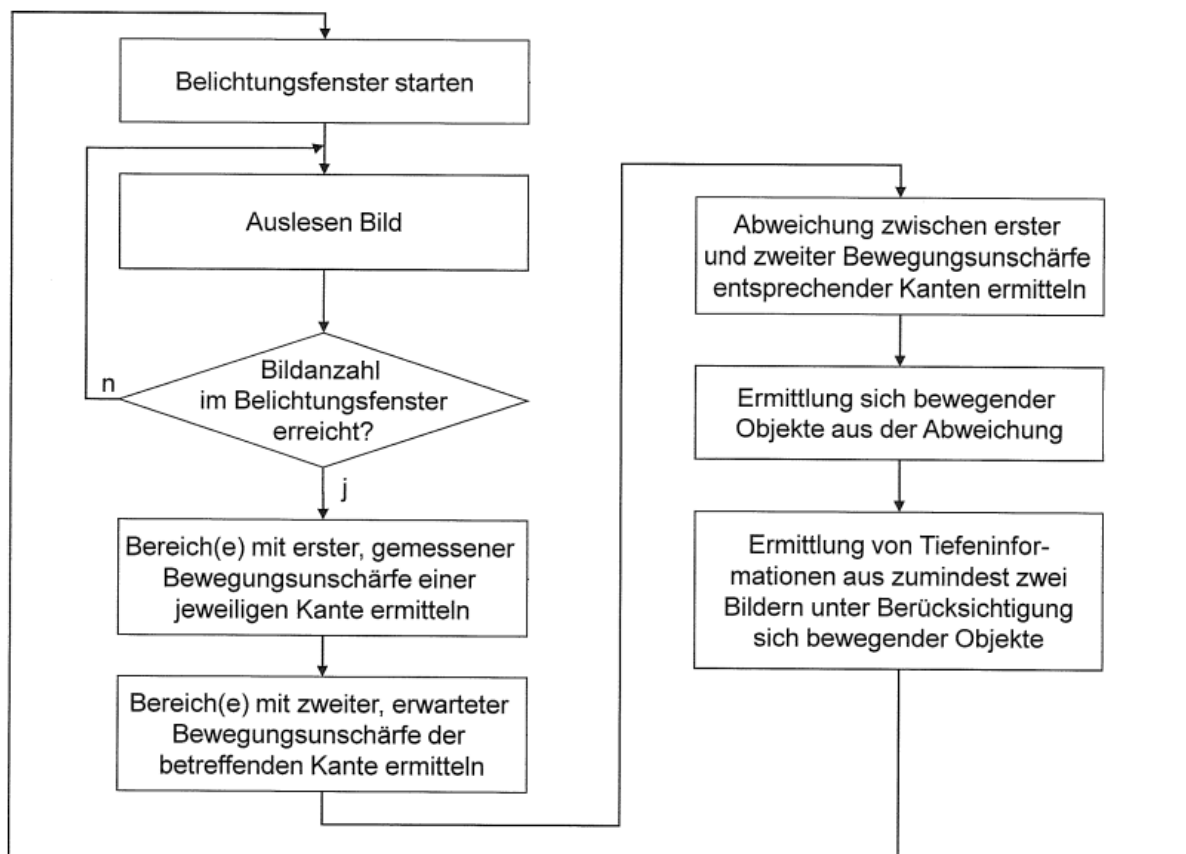 Belichtungsfenster starten
Auslesen Bild
Bildanzahl
im Belichtungsfenster
erreicht?
n
j
Bereich(e) mit erster, gemessener
Bewegungsunschärfe einer
jeweiligen Kante ermitteln
Bereich(e) mit zweiter, erwarteter
Bewegungsunschärfe der
betreffenden Kante ermitteln
Abweichung zwischen erster
und zweiter Bewegungsunschärfe
entsprechender Kanten ermitteln
Ermittlung sich bewegender
Objekte aus der Abweichung
Ermittlung von Tiefeninfor-
mationen aus zumindest zwei
Bildern unter Berücksichtigung
sich bewegender Objekte